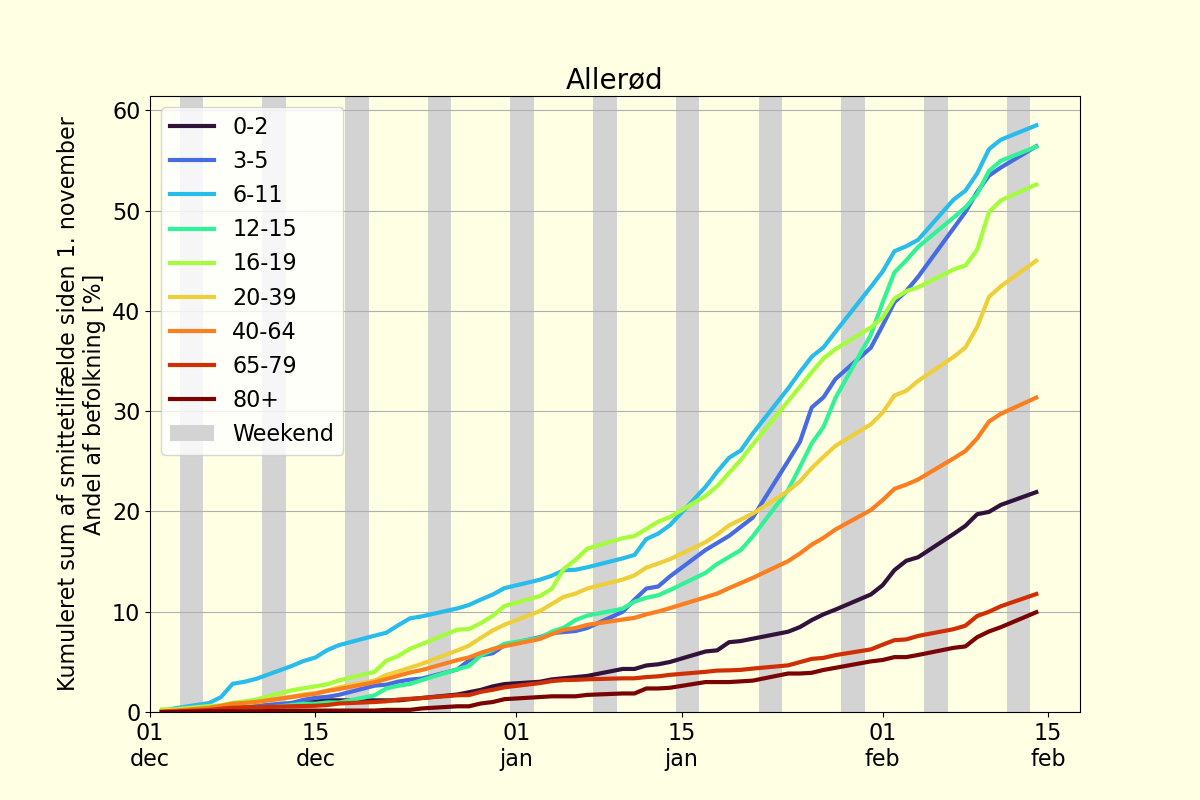 Allerød
Kumuleret sum af smittetilfælde siden 1. november
Andel af befolkning [%]
60
50
40
30
20
10
0
0-2
3-5
6-11
12-15
16-19
20-39
40-64
65-79
80+
Weekend
01 15 01 15 01 15
dec dec jan jan feb feb